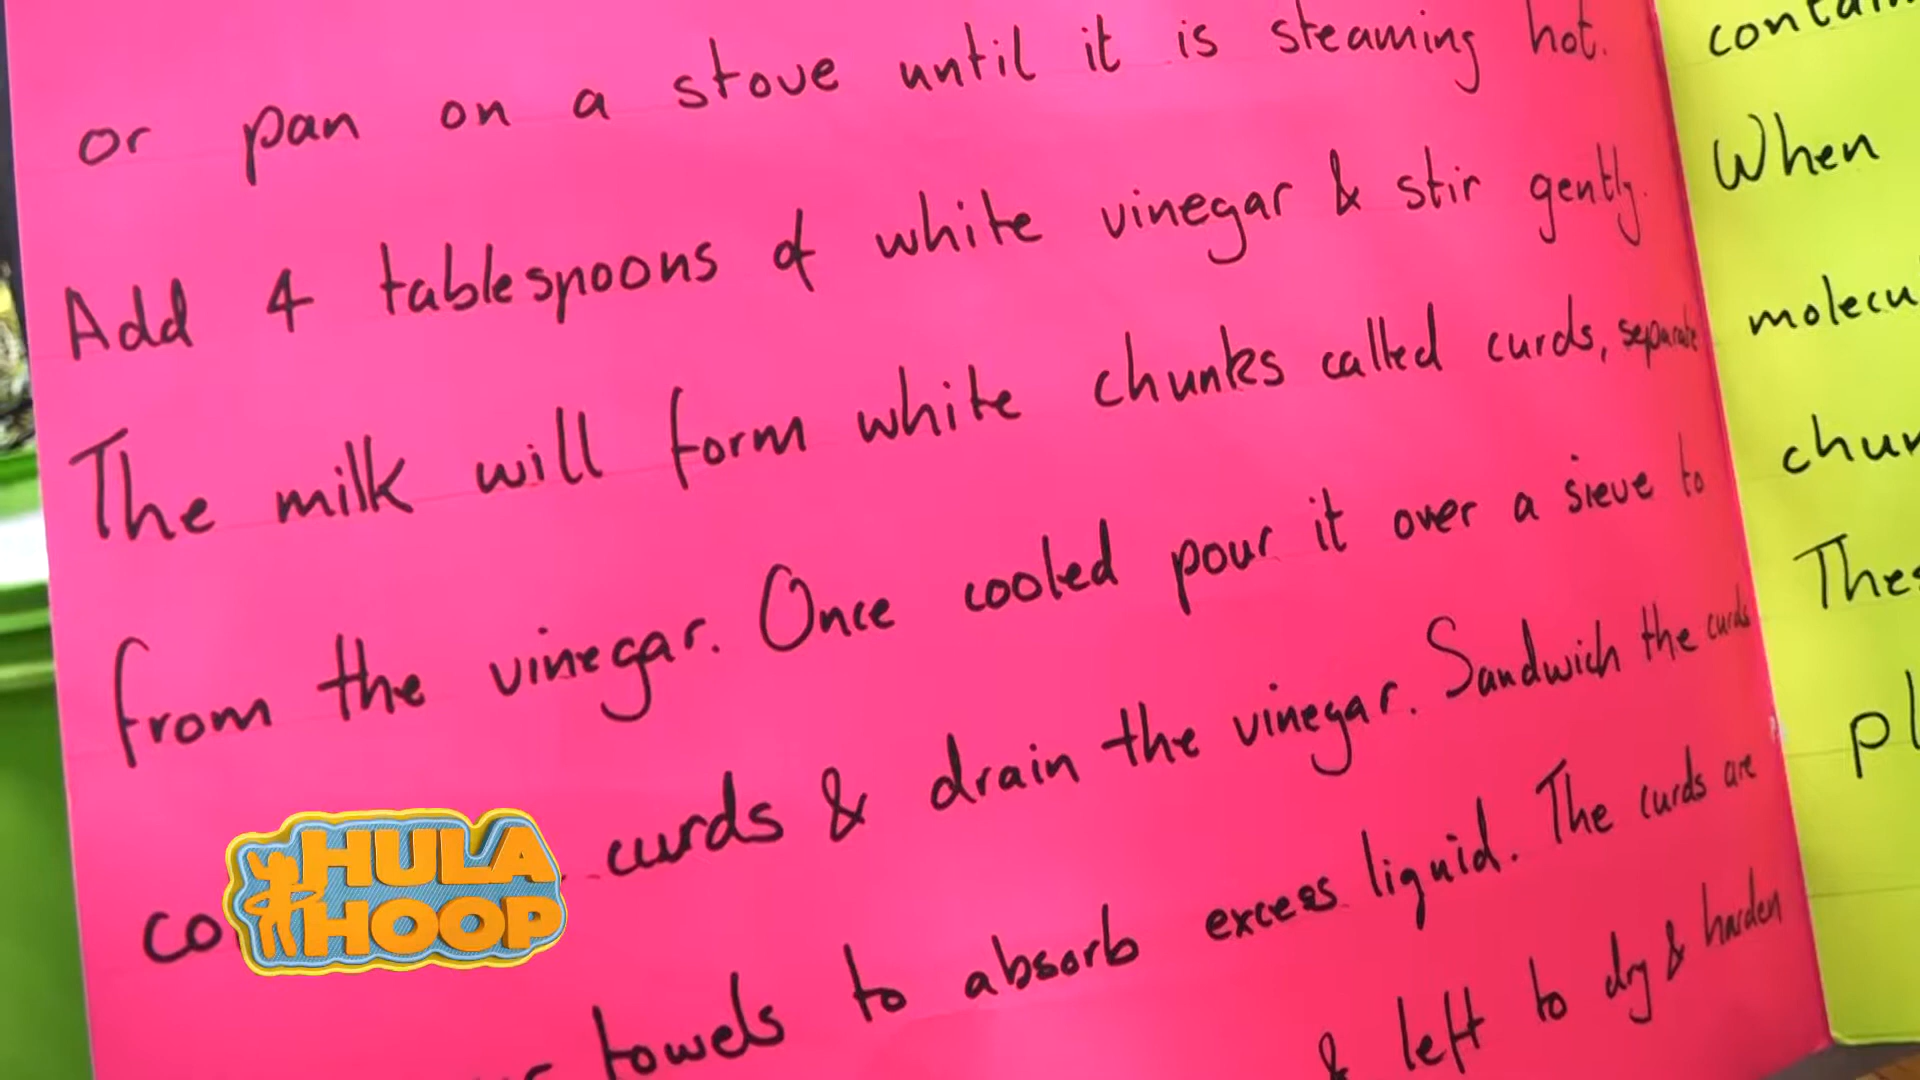 or pan on a stove until it is steaming hot.
Add 4 tablespoons of white vinegar & stir gently.
The milk will form white chunks called curds, separate
from the vinegar. Once cooled pour it over a sieve to
curds & drain the vinegar. Sandwich the curds
towels to absorb excess liquid. The curds are
& left to dry & harden
When
HULA
HOOP